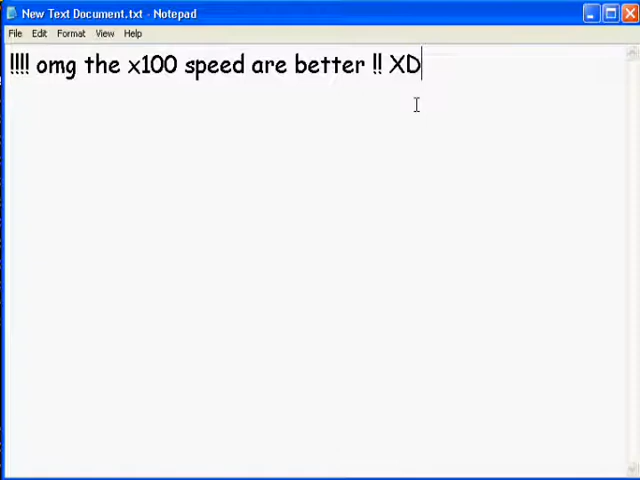 New Text Document.txt - Notepad
File Edit Format View Help
!!!! omg the x100 speed are better !! XD